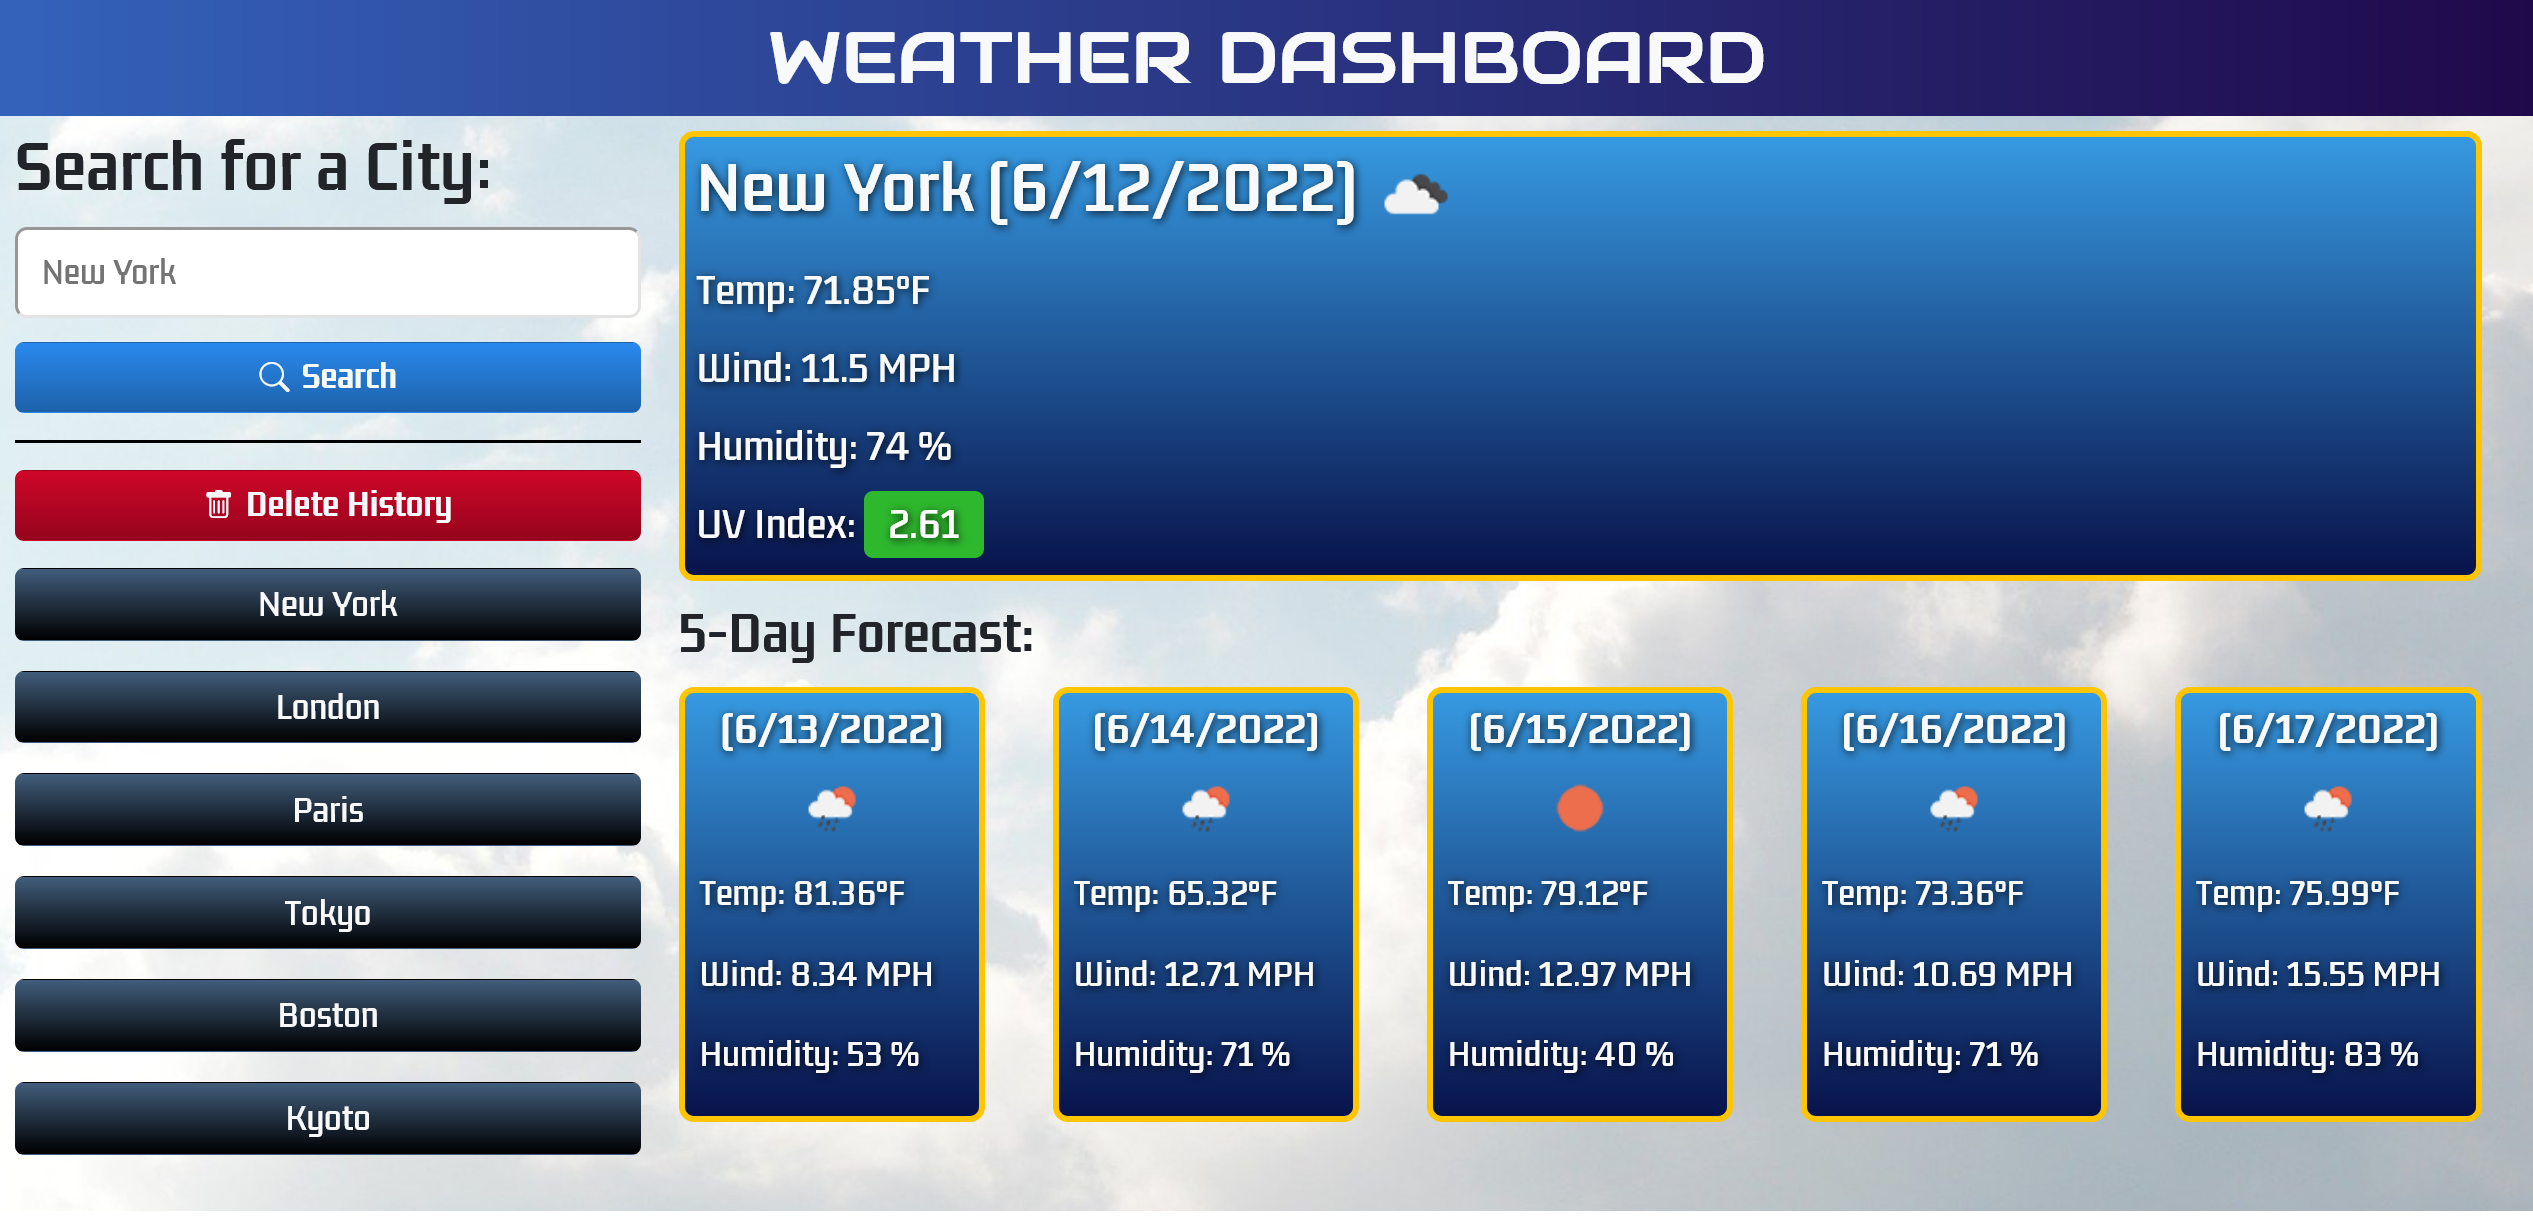 WEATHER DASHBOARD
Search for a City:
New York
Search
Delete History
New York
London
Paris
Tokyo
Boston
Kyoto
New York (6/12/2022)
Temp: 71.85°F
Wind: 11.5 MPH
Humidity: 74 %
UV Index: 2.61
5-Day Forecast:
(6/13/2022)
Temp: 81.36°F
Wind: 8.34 MPH
Humidity: 53 %
(6/14/2022)
Temp: 65.32°F
Wind: 12.71 MPH
Humidity: 71 %
(6/15/2022)
Temp: 79.12°F
Wind: 12.97 MPH
Humidity: 40 %
(6/16/2022)
Temp: 73.36°F
Wind: 10.69 MPH
Humidity: 71 %
(6/17/2022)
Temp: 75.99°F
Wind: 15.55 MPH
Humidity: 83 %